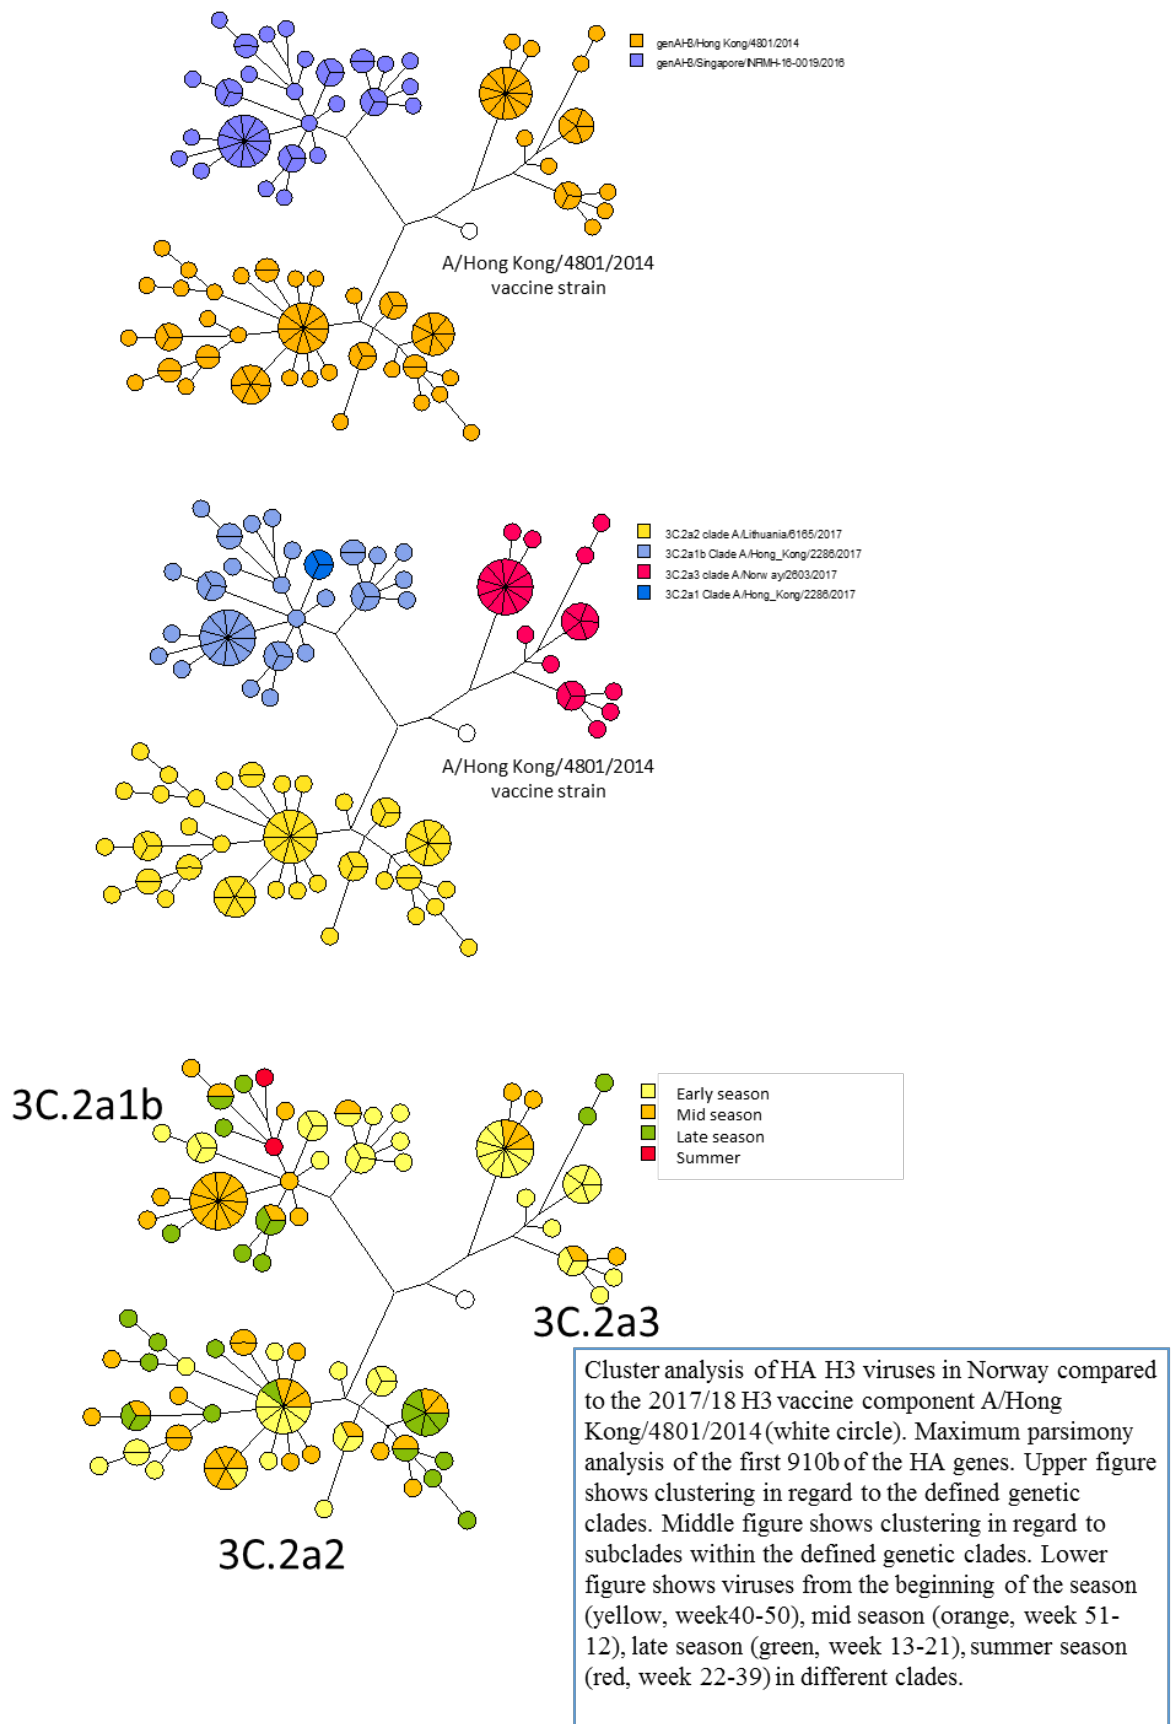 genAH3/Hong Kong/4801/2014
genAH3/Singapore/INFIMH-16-0019/2016
A/Hong Kong/4801/2014
vaccine strain
3C.2a2 clade A/Lithuania/6165/2017
3C.2a1b Clade A/Hong_Kong/2286/2017
3C.2a3 clade A/Norway/2603/2017
3C.2a1 Clade A/Hong_Kong/2286/2017
A/Hong Kong/4801/2014
vaccine strain
3C.2a1b
Early season
Mid season
Late season
Summer
3C.2a3
3C.2a2
Cluster analysis of HA H3 viruses in Norway compared
to the 2017/18 H3 vaccine component A/Hong
Kong/4801/2014 (white circle). Maximum parsimony
analysis of the first 910b of the HA genes. Upper figure
shows clustering in regard to the defined genetic
clades. Middle figure shows clustering in regard to
subclades within the defined genetic clades. Lower
figure shows viruses from the beginning of the season
(yellow, week40-50), mid season (orange, week 51-
12), late season (green, week 13-21), summer season
(red, week 22-39) in different clades.